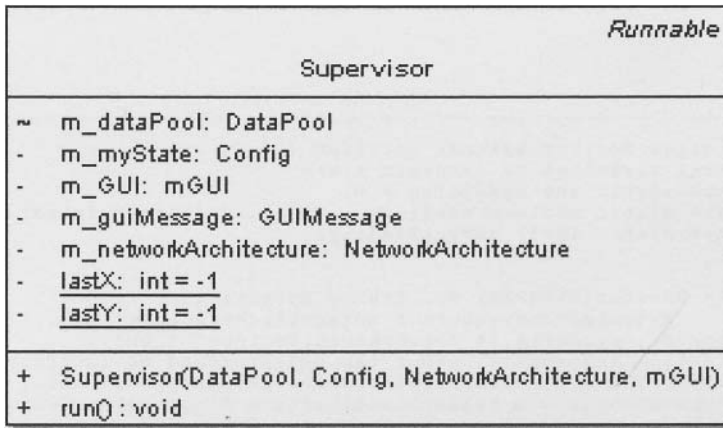 Runnable
Supervisor
~ m_dataPool: DataPool
- m_myState: Config
- m_GUI: mGUI
- m_guiMessage: GUIMessage
- m_networkArchitecture: NetworkArchitecture
- lastX: int = -1
- lastY: int = -1
+ Supervisor(DataPool, Config, NetworkArchitecture, mGUI)
+ run() : void